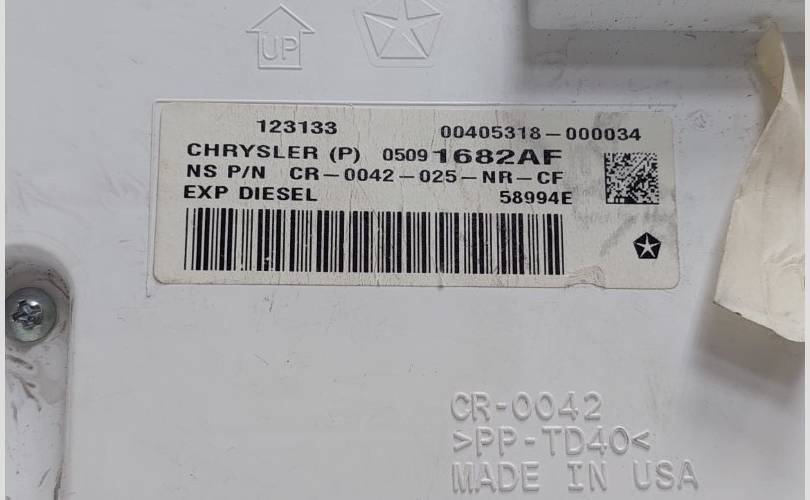 UP
123133 00405318-000034
CHRYSLER (P) 05091682AF
NS P/N CR-0042-025-NR-CF
EXP DIESEL 58994E
CR-0042
>PP-TD40<
MADE IN USA